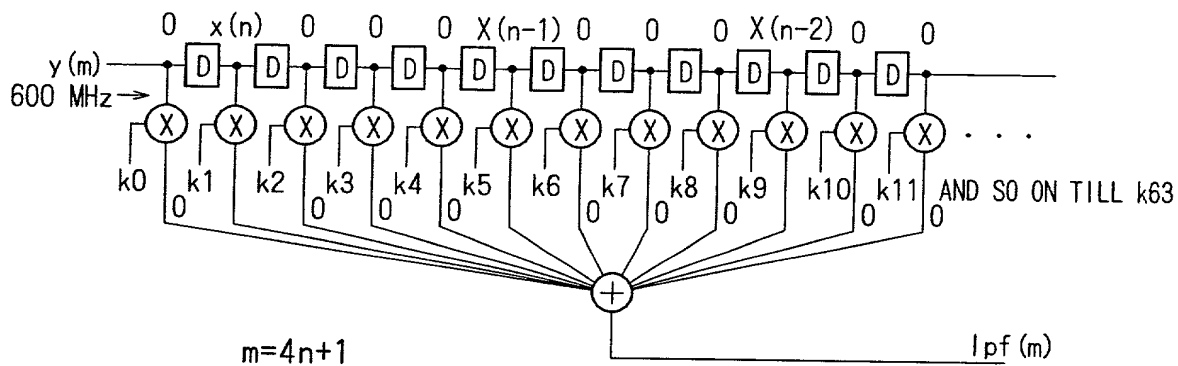 0 x(n) 0 0 0 X(n-1) 0 0 0 X(n-2) 0 0
y(m) D D D D D D D D D D D
600 MHz
X X X X X X X X X X X X . . .
k0 k1 k2 k3 k4 k5 k6 k7 k8 k9 k10 k11 AND SO ON TILL k63
0 0 0 0 0 0 0 0 0
+
m=4n+1
lpf(m)